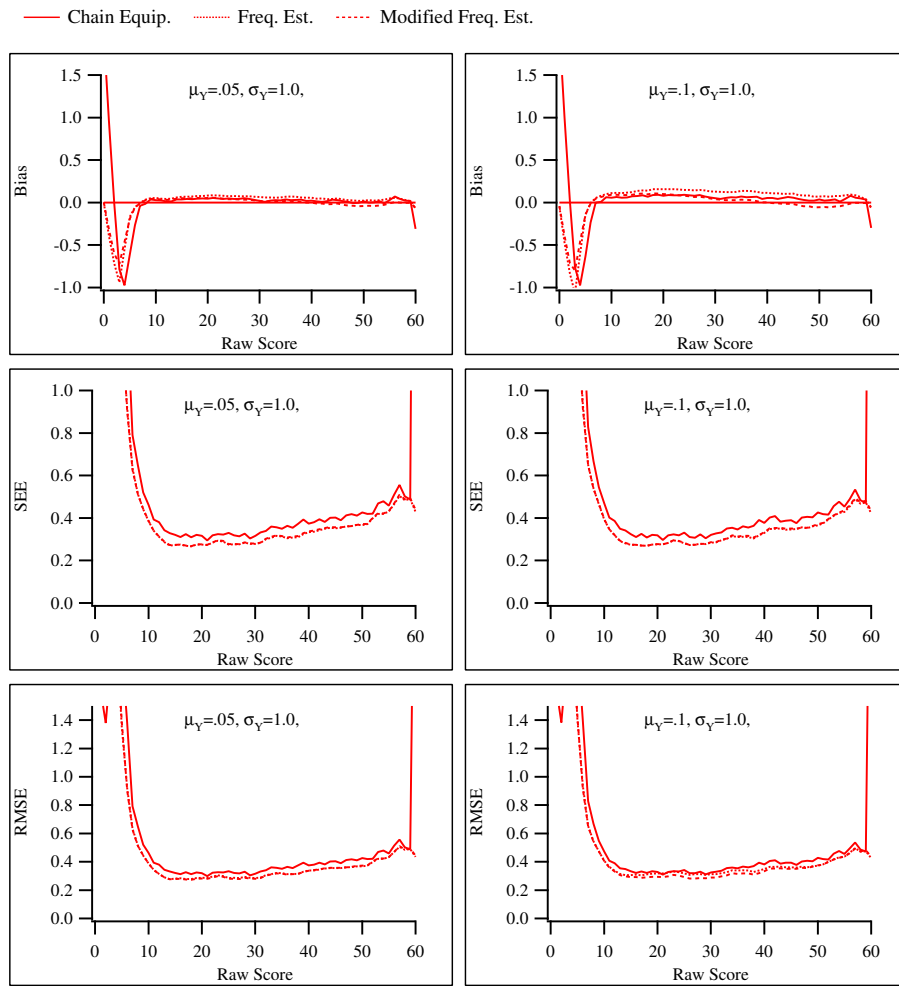 Chain Equip. Freq. Est. Modified Freq. Est.
μY=.05, σY=1.0,
Bias
1.5
1.0
0.5
0.0
-0.5
-1.0
0 10 20 30 40 50 60
Raw Score
μY=.1, σY=1.0,
Bias
1.5
1.0
0.5
0.0
-0.5
-1.0
0 10 20 30 40 50 60
Raw Score
μY=.05, σY=1.0,
SEE
1.0
0.8
0.6
0.4
0.2
0.0
0 10 20 30 40 50 60
Raw Score
μY=.1, σY=1.0,
SEE
1.0
0.8
0.6
0.4
0.2
0.0
0 10 20 30 40 50 60
Raw Score
μY=.05, σY=1.0,
RMSE
1.4
1.2
1.0
0.8
0.6
0.4
0.2
0.0
0 10 20 30 40 50 60
Raw Score
μY=.1, σY=1.0,
RMSE
1.4
1.2
1.0
0.8
0.6
0.4
0.2
0.0
0 10 20 30 40 50 60
Raw Score